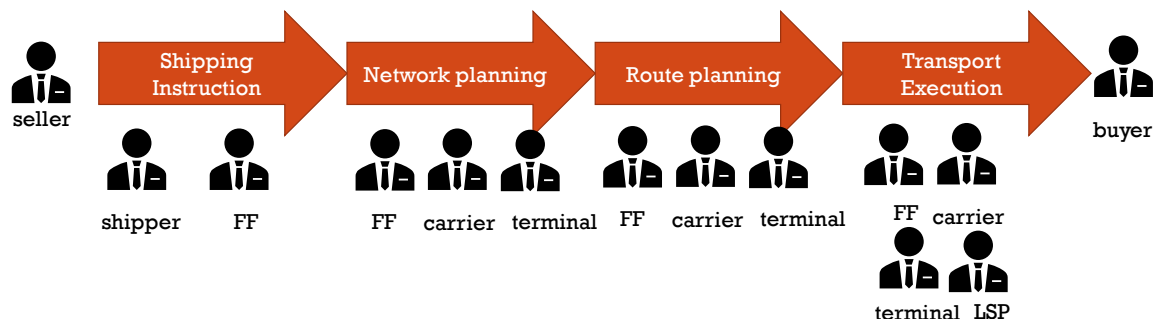 Shipping
Instruction
Network planning
Route planning
Transport
Execution
seller
buyer
shipper
FF
FF
carrier
terminal
FF
carrier
terminal
FF
carrier
terminal
LSP